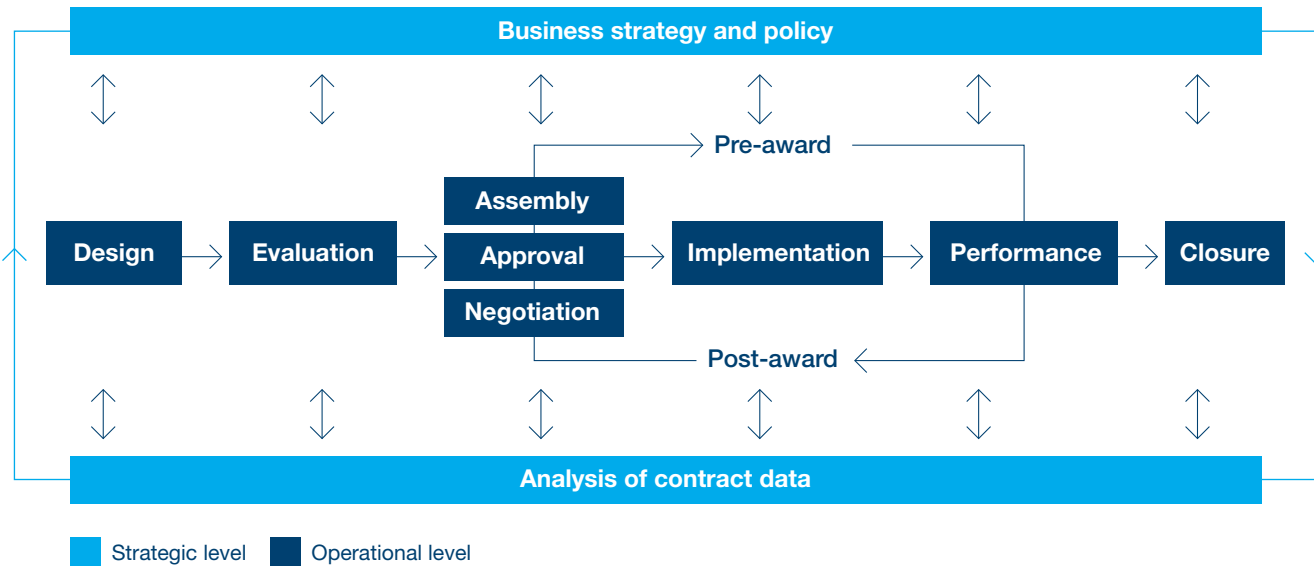 Business strategy and policy
Pre-award
Assembly
Design
Evaluation
Approval
Implementation
Performance
Closure
Negotiation
Post-award
Analysis of contract data
Strategic level
Operational level